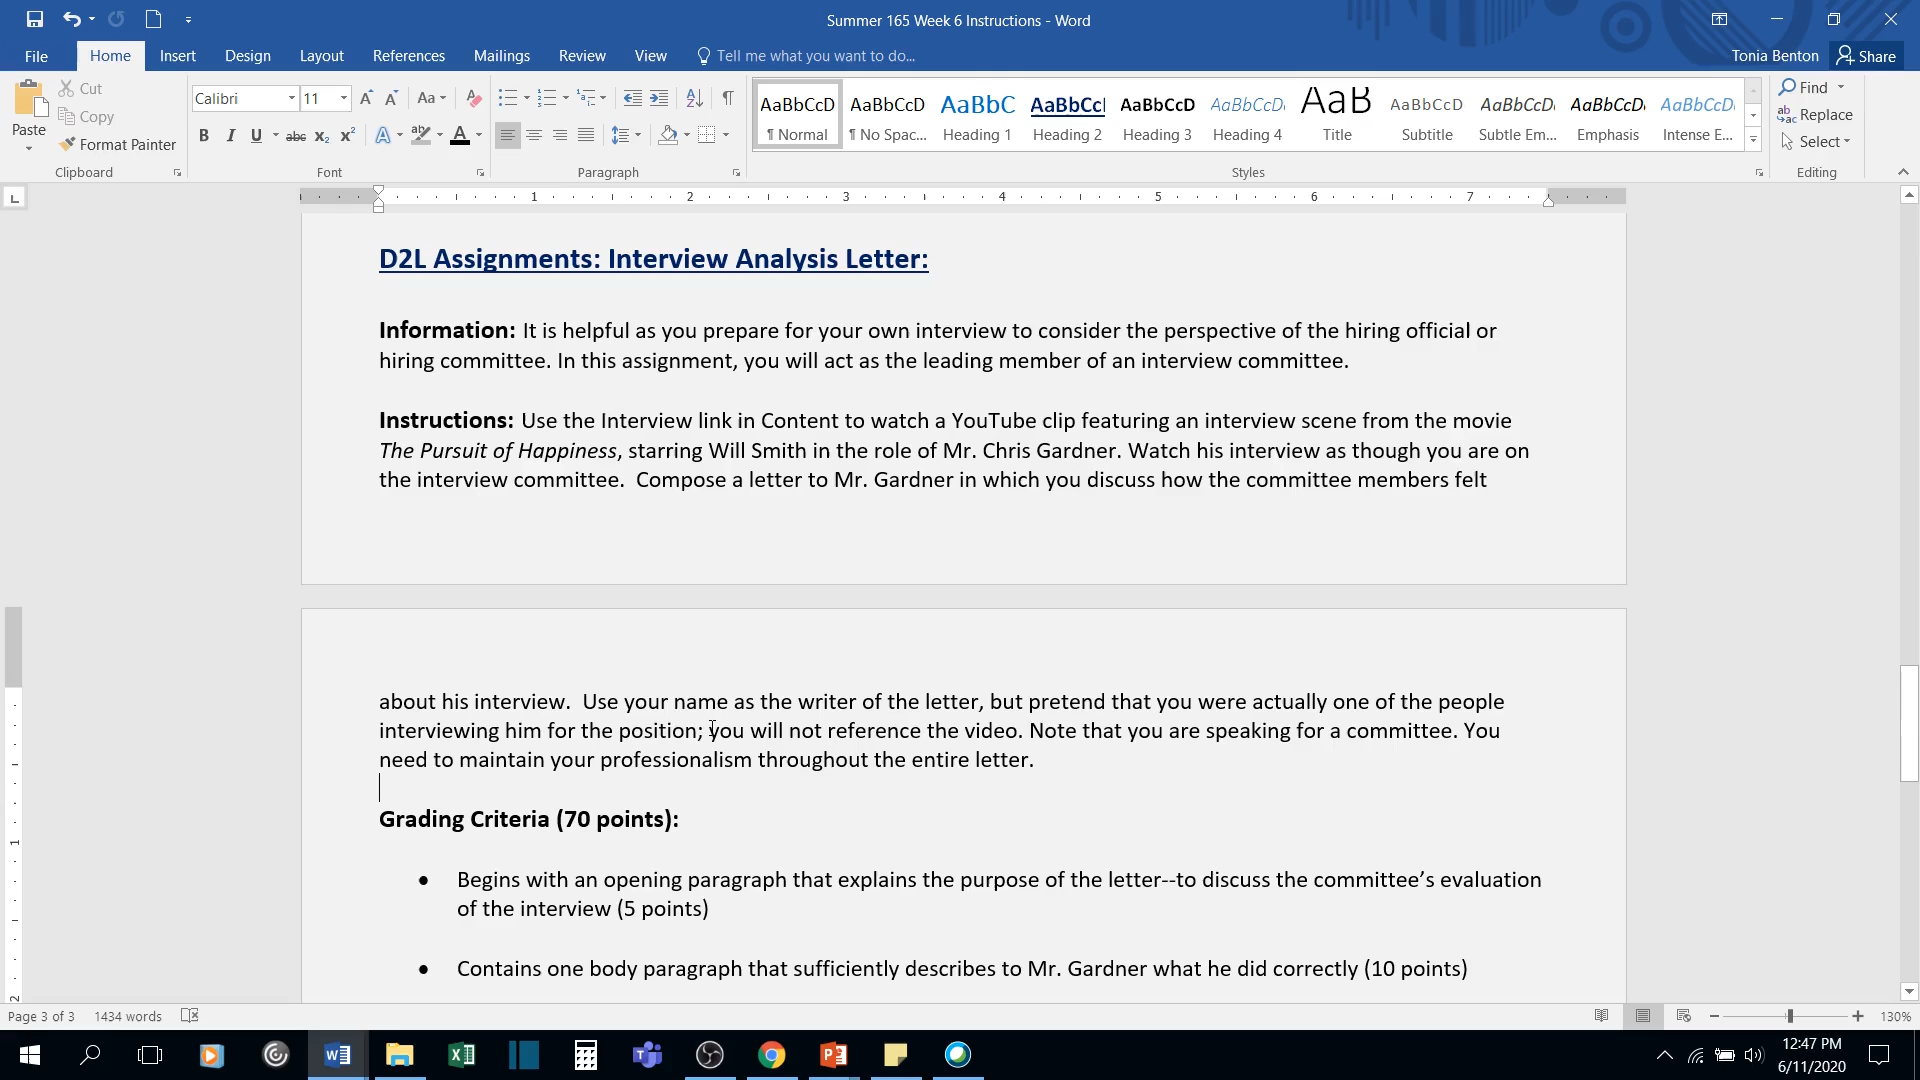 Summer 165 Week 6 Instructions - Word
File Home Insert Design Layout References Mailings Review View Tell me what you want to do... Tonia Benton Share
Paste
Cut
Copy
Format Painter
Clipboard
Calibri 11
Font
Paragraph
AaBbCcD AaBbCcD AaBbC AaBbCcI AaBbCcD AaBbCcD. AaB AaBbCcD AaBbCcD. AaBbCcD. AaBbCcD.
¶ Normal ¶ No Spac... Heading 1 Heading 2 Heading 3 Heading 4 Title Subtitle Subtle Em... Emphasis Intense E...
Styles
Find
Replace
Select
Editing
1 2 3 4 5 6 7
D2L Assignments: Interview Analysis Letter:
Information: It is helpful as you prepare for your own interview to consider the perspective of the hiring official or
hiring committee. In this assignment, you will act as the leading member of an interview committee.
Instructions: Use the Interview link in Content to watch a YouTube clip featuring an interview scene from the movie
The Pursuit of Happiness, starring Will Smith in the role of Mr. Chris Gardner. Watch his interview as though you are on
the interview committee.  Compose a letter to Mr. Gardner in which you discuss how the committee members felt
about his interview.  Use your name as the writer of the letter, but pretend that you were actually one of the people
interviewing him for the position; you will not reference the video. Note that you are speaking for a committee. You
need to maintain your professionalism throughout the entire letter.
Grading Criteria (70 points):
• Begins with an opening paragraph that explains the purpose of the letter--to discuss the committee's evaluation
of the interview (5 points)
• Contains one body paragraph that sufficiently describes to Mr. Gardner what he did correctly (10 points)
Page 3 of 3 1434 words 130%
12:47 PM
6/11/2020